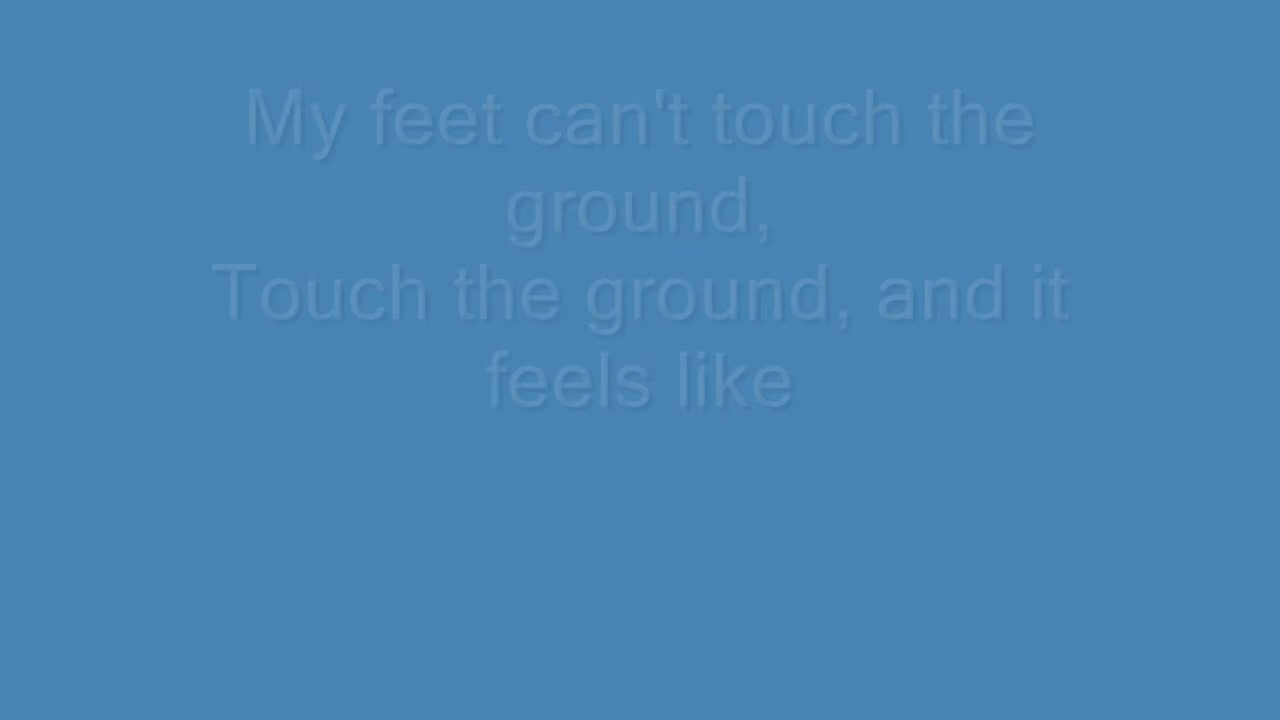 My feet can't touch the
ground,
Touch the ground, and it
feels like